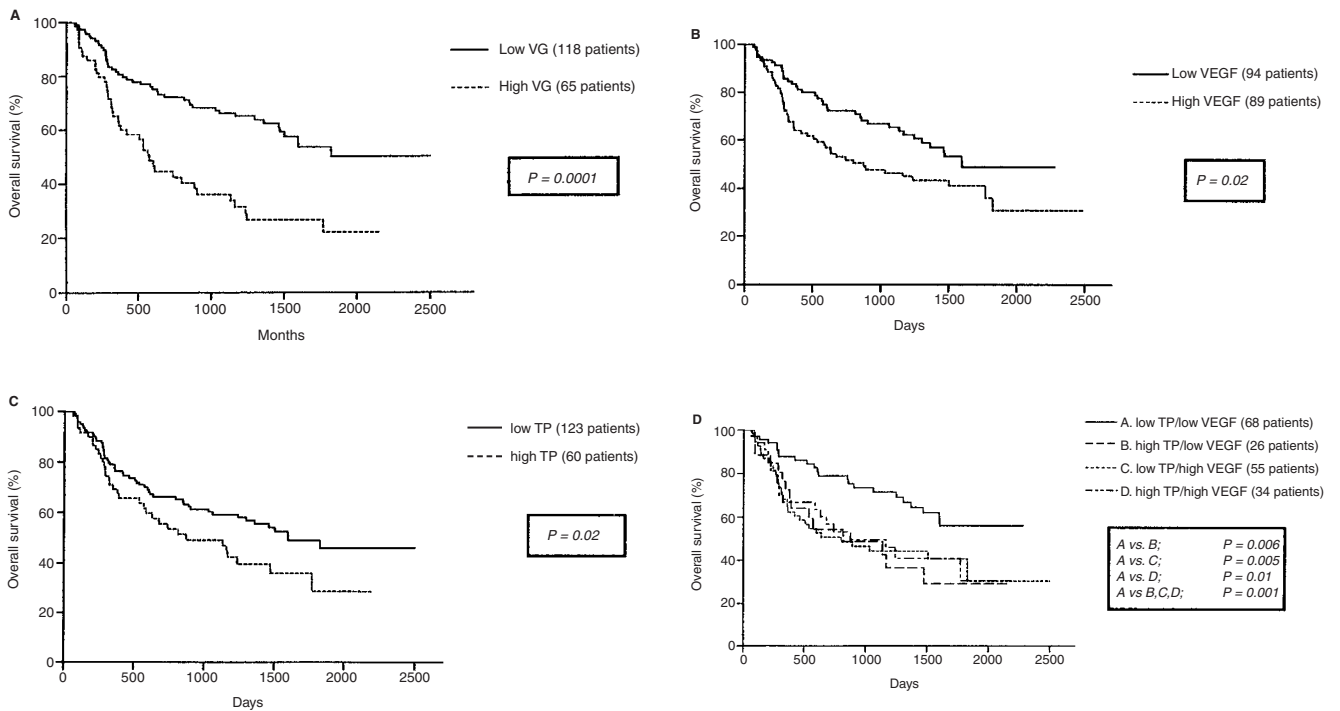 A
100
80
60
40
20
0
Overall survival (%)
0 500 1000 1500 2000 2500
Months
Low VG (118 patients)
High VG (65 patients)
P = 0.0001
B
100
80
60
40
20
0
Overall survival (%)
0 500 1000 1500 2000 2500
Days
Low VEGF (94 patients)
High VEGF (89 patients)
P = 0.02
C
100
80
60
40
20
0
Overall survival (%)
0 500 1000 1500 2000 2500
Days
low TP (123 patients)
high TP (60 patients)
P = 0.02
D
100
80
60
40
20
0
Overall survival (%)
0 500 1000 1500 2000 2500
Days
A. low TP/low VEGF (68 patients)
B. high TP/low VEGF (26 patients)
C. low TP/high VEGF (55 patients)
D. high TP/high VEGF (34 patients)
A vs. B; P = 0.006
A vs. C; P = 0.005
A vs. D; P = 0.01
A vs B,C,D; P = 0.001